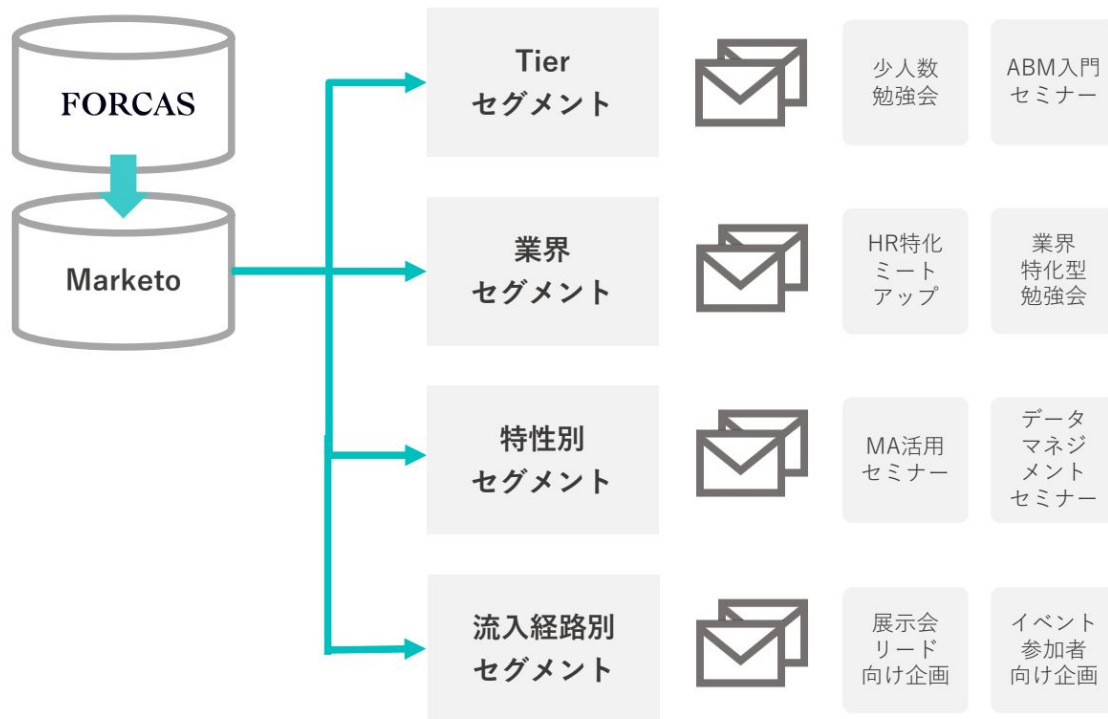 FORCAS
Marketo
Tier
セグメント
少人数
勉強会
ABM入門
セミナー
業界
セグメント
HR特化
ミート
アップ
業界
特化型
勉強会
特性別
セグメント
MA活用
セミナー
データ
マネジ
メント
セミナー
流入経路別
セグメント
展示会
リード
向け企画
イベント
参加者
向け企画